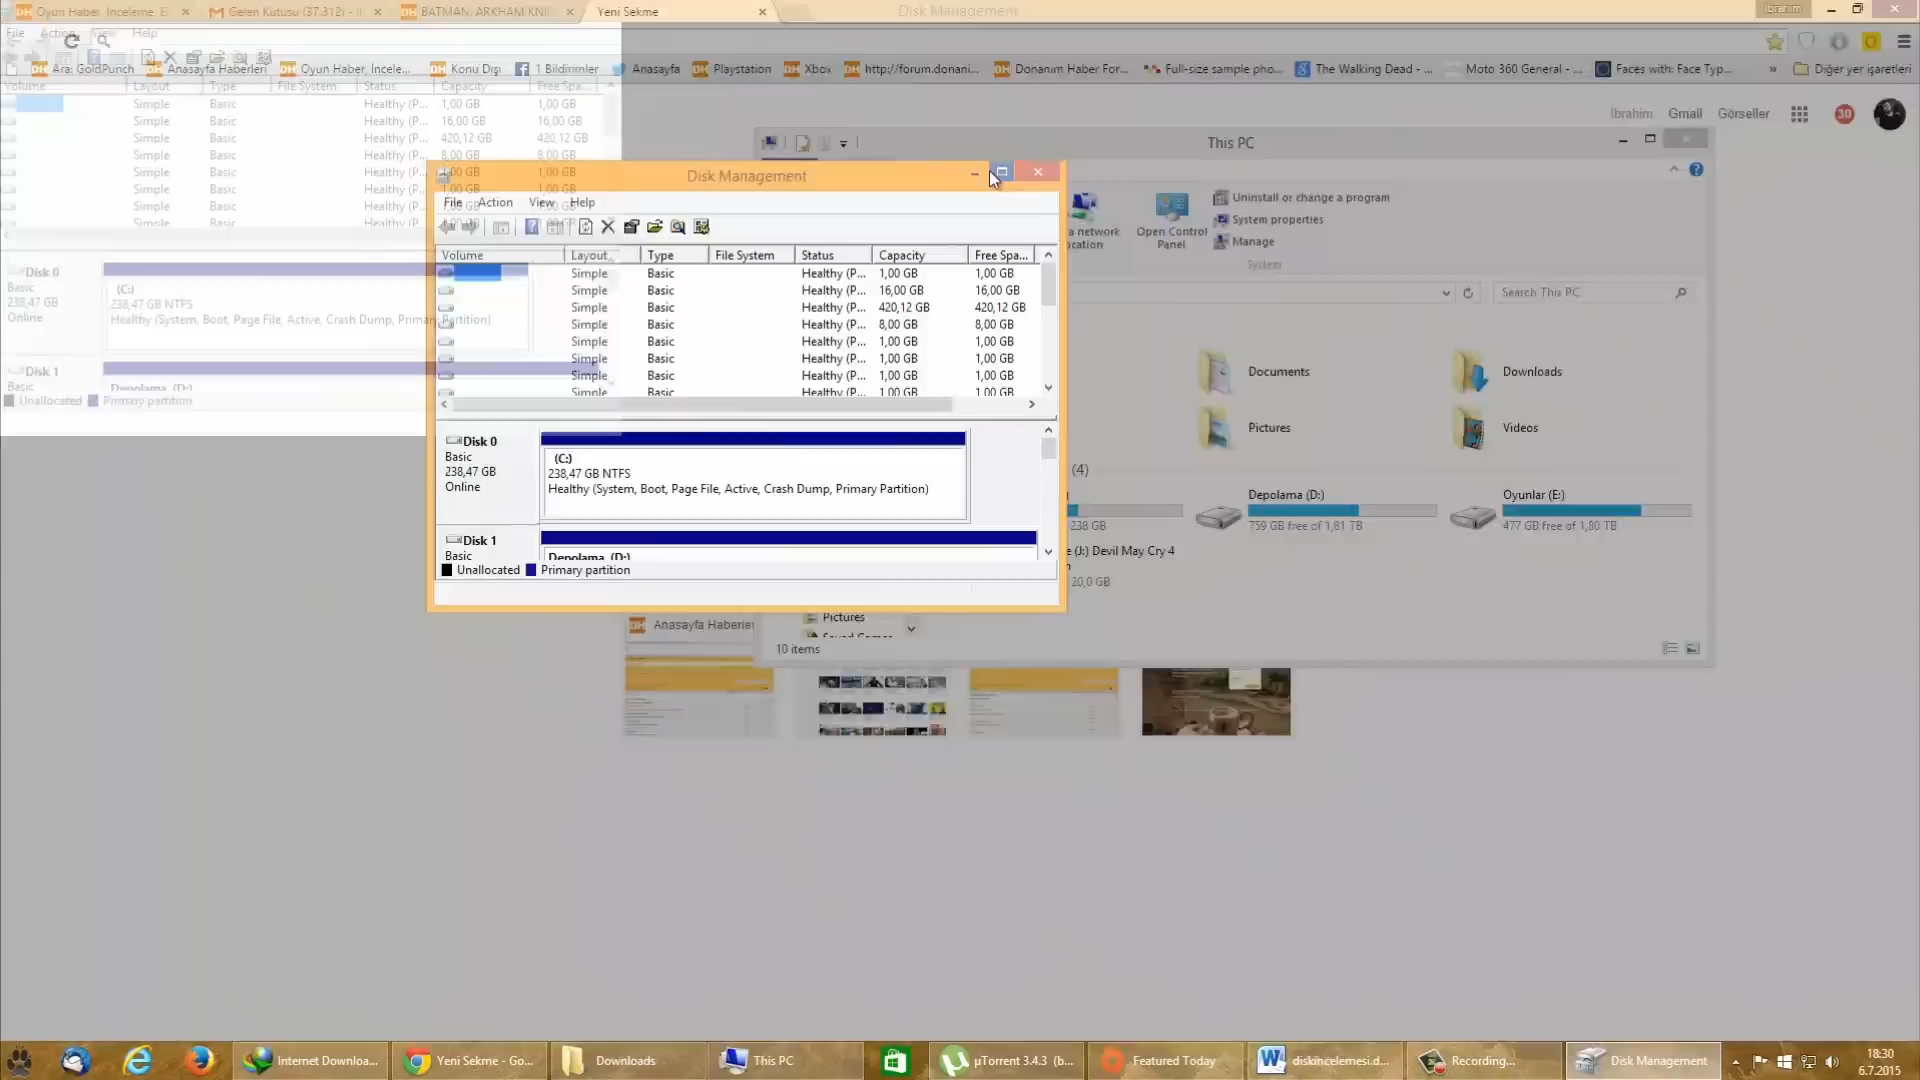 Oyun Haber, İnceleme, E
Gelen Kutusu (37.312) - i
BATMAN: ARKHAM KNI
Yeni Sekme
Disk Management
İbrahim
File Action View Help
Ara: GoldPunch
Anasayfa Haberleri
Oyun Haber, İncele...
Konu Dışı
1 Bildirimler
Anasayfa
Playstation
Xbox
http://forum.donani...
Donanım Haber For...
Full-size sample pho...
The Walking Dead - ...
Moto 360 General - ...
Faces with: Face Typ...
»
Diğer yer işaretleri
Volume Layout Type File System Status Capacity Free Spa...
Simple Basic Healthy (P... 1,00 GB 1,00 GB
Simple Basic Healthy (P... 16,00 GB 16,00 GB
Simple Basic Healthy (P... 420,12 GB 420,12 GB
Simple Basic Healthy (P... 8,00 GB 8,00 GB
Simple Basic Healthy (P...
Simple Basic Healthy (P...
Simple Basic Healthy (P...
Simple Basic Healthy (P...
Disk 0
Basic
238,47 GB
Online
(C:)
238,47 GB NTFS
Healthy (System, Boot, Page File, Active, Crash Dump, Primary Partition)
Disk 1
Basic
Depolama (D:)
Unallocated Primary partition
İbrahim Gmail Görseller
30
This PC
Uninstall or change a program
System properties
Manage
a network
ocation
Open Control
Panel
System
Search This PC
Documents
Downloads
Pictures
Videos
(4)
238 GB
Depolama (D:)
759 GB free of 1,81 TB
Oyunlar (E:)
477 GB free of 1,80 TB
e (J:) Devil May Cry 4
20,0 GB
Pictures
Saved Games
10 items
Disk Management
File Action View Help
Volume Layout Type File System Status Capacity Free Spa...
Simple Basic Healthy (P... 1,00 GB 1,00 GB
Simple Basic Healthy (P... 16,00 GB 16,00 GB
Simple Basic Healthy (P... 420,12 GB 420,12 GB
Simple Basic Healthy (P... 8,00 GB 8,00 GB
Simple Basic Healthy (P... 1,00 GB 1,00 GB
Simple Basic Healthy (P... 1,00 GB 1,00 GB
Simple Basic Healthy (P... 1,00 GB 1,00 GB
Simple Basic Healthy (P... 1,00 GB 1,00 GB
Disk 0
Basic
238,47 GB
Online
(C:)
238,47 GB NTFS
Healthy (System, Boot, Page File, Active, Crash Dump, Primary Partition)
Disk 1
Basic
Depolama (D:)
Unallocated Primary partition
Anasayfa Haberler
Internet Downloa...
Yeni Sekme - Go...
Downloads
This PC
µTorrent 3.4.3 (b...
Featured Today
diskincelemesi.d...
Recording...
Disk Management
18:30
6.7.2015